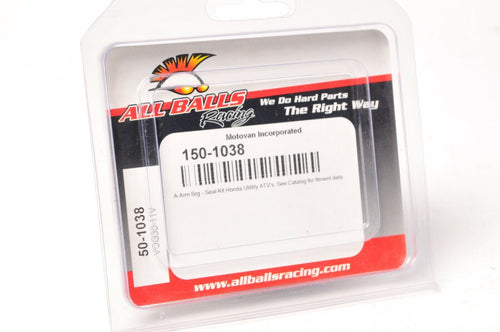 ALL BALLS
Racing
We Do Hard Parts
The Right Way
Motovan Incorporated
150-1038
A-Arm Brg - Seal Kit Honda Utility ATV's. See Catalog for fitment data
50-1038
www.allballsracing.com